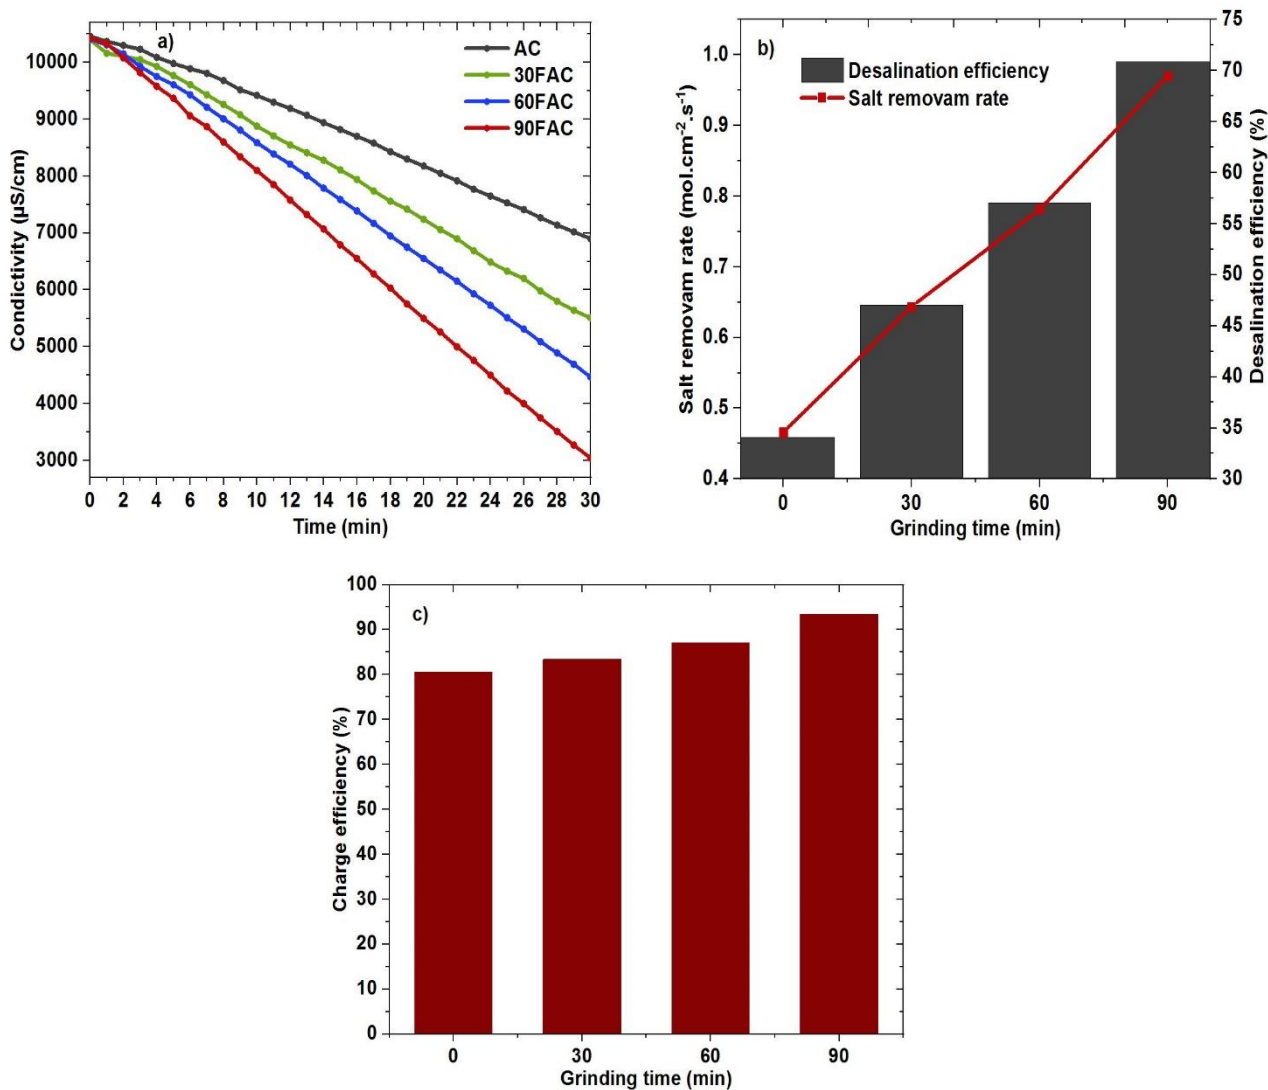 a)
AC
30FAC
60FAC
90FAC
Condictivity (µS/cm)
10000
9000
8000
7000
6000
5000
4000
3000
0 2 4 6 8 10 12 14 16 18 20 22 24 26 28 30
Time (min)
b)
Desalination efficiency
Salt removam rate
Salt removam rate (mol.cm⁻².s⁻¹)
1.0
0.9
0.8
0.7
0.6
0.5
0.4
Desalination efficiency (%)
75
70
65
60
55
50
45
40
35
30
0 30 60 90
Grinding time (min)
c)
Charge efficiency (%)
100
90
80
70
60
50
40
30
20
10
0
0 30 60 90
Grinding time (min)